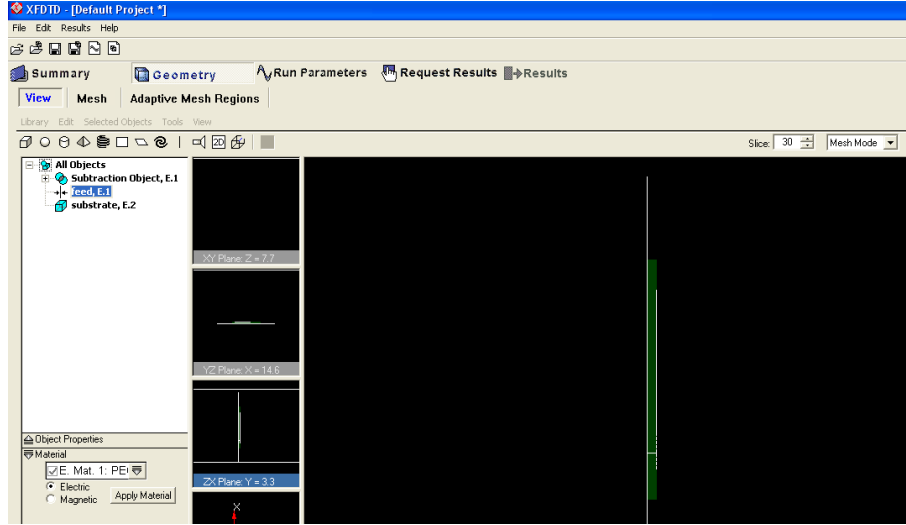 XFDTD - [Default Project *]
File Edit Results Help
Summary Geometry Run Parameters Request Results Results
View Mesh Adaptive Mesh Regions
Library Edit Selected Objects Tools View
2D Slice: 30 Mesh Mode
All Objects
Subtraction Object, E.1
feed, E.1
substrate, E.2
XY Plane: Z = 7.7
YZ Plane: X = 14.6
ZX Plane: Y = 3.3
Object Properties
Material
E. Mat. 1: PE
Electric
Magnetic Apply Material
X